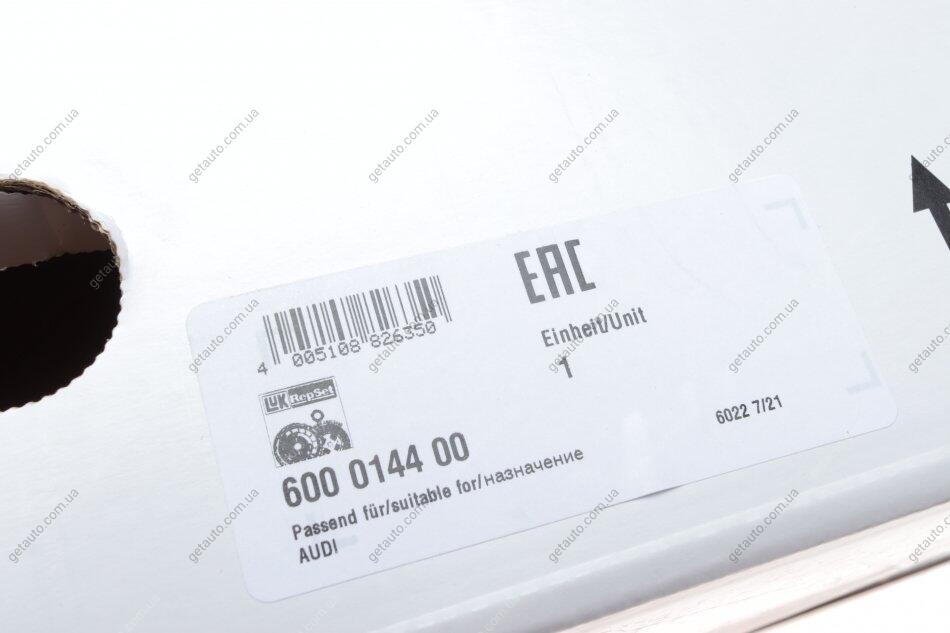 EAC
4 005108 826350
Einheit/Unit
1
LuK RepSet
6022 7/21
600 0144 00
Passend für/suitable for/назначение
AUDI
getauto.com.ua